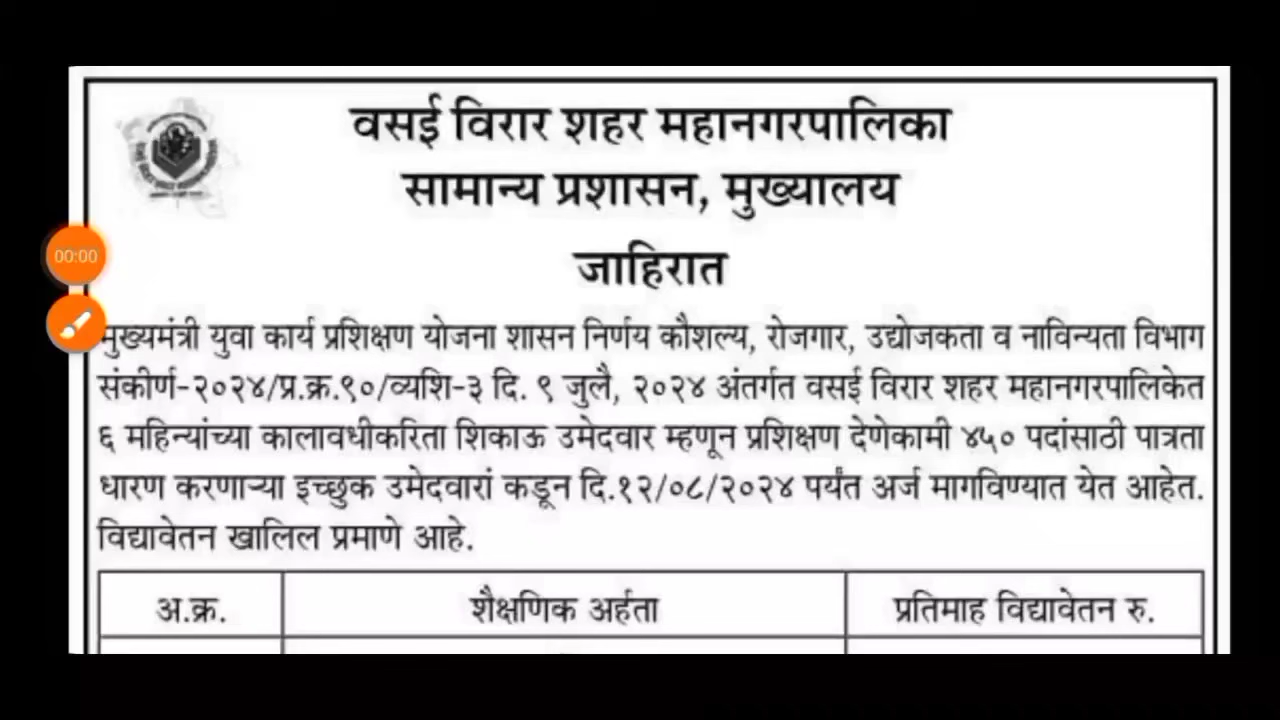 वसई विरार शहर महानगरपालिका
सामान्य प्रशासन, मुख्यालय
जाहिरात
00:00
मुख्यमंत्री युवा कार्य प्रशिक्षण योजना शासन निर्णय कौशल्य, रोजगार, उद्योजकता व नाविन्यता विभाग
संकीर्ण-२०२४/प्र.क्र.९०/व्यशि-३ दि. ९ जुलै, २०२४ अंतर्गत वसई विरार शहर महानगरपालिकेत
६ महिन्यांच्या कालावधीकरिता शिकाऊ उमेदवार म्हणून प्रशिक्षण देणेकामी ४५० पदांसाठी पात्रता
धारण करणाऱ्या इच्छुक उमेदवारां कडून दि.१२/०८/२०२४ पर्यंत अर्ज मागविण्यात येत आहेत.
विद्यावेतन खालिल प्रमाणे आहे.
अ.क्र. शैक्षणिक अर्हता प्रतिमाह विद्यावेतन रु.